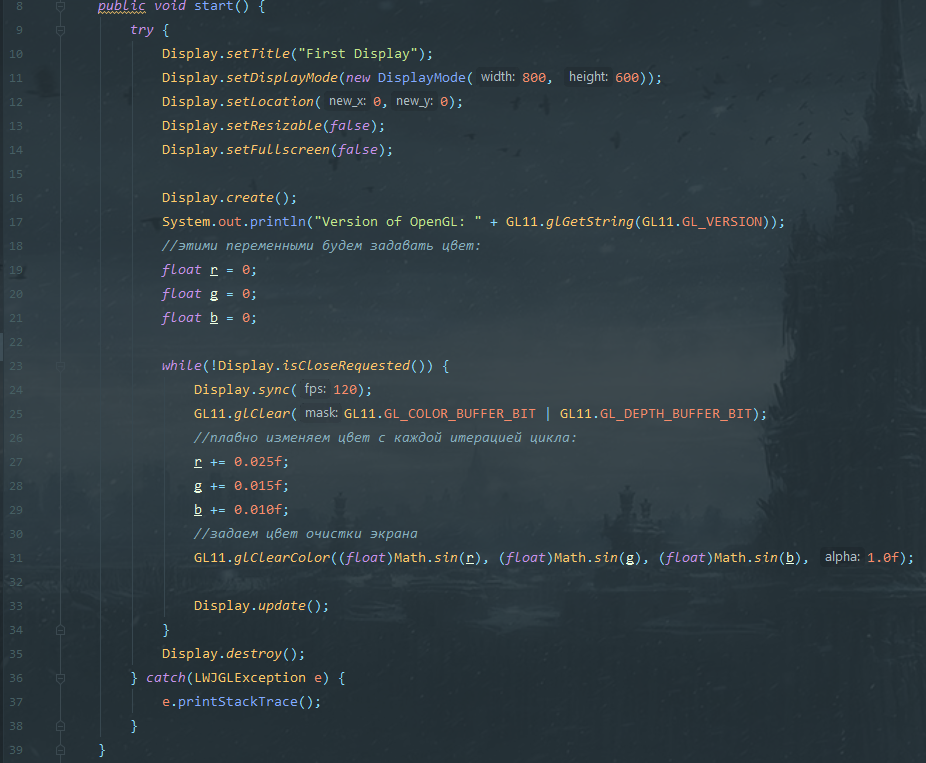 8 public void start() {
9 try {
10 Display.setTitle("First Display");
11 Display.setDisplayMode(new DisplayMode( width: 800, height: 600));
12 Display.setLocation( new_x: 0, new_y: 0);
13 Display.setResizable(false);
14 Display.setFullscreen(false);
15
16 Display.create();
17 System.out.println("Version of OpenGL: " + GL11.glGetString(GL11.GL_VERSION));
18 //этими переменными будем задавать цвет:
19 float r = 0;
20 float g = 0;
21 float b = 0;
22
23 while(!Display.isCloseRequested()) {
24 Display.sync( fps: 120);
25 GL11.glClear( mask: GL11.GL_COLOR_BUFFER_BIT | GL11.GL_DEPTH_BUFFER_BIT);
26 //плавно изменяем цвет с каждой итерацией цикла:
27 r += 0.025f;
28 g += 0.015f;
29 b += 0.010f;
30 //задаем цвет очистки экрана
31 GL11.glClearColor((float)Math.sin(r), (float)Math.sin(g), (float)Math.sin(b), alpha: 1.0f);
32
33 Display.update();
34 }
35 Display.destroy();
36 } catch(LWJGLException e) {
37 e.printStackTrace();
38 }
39 }